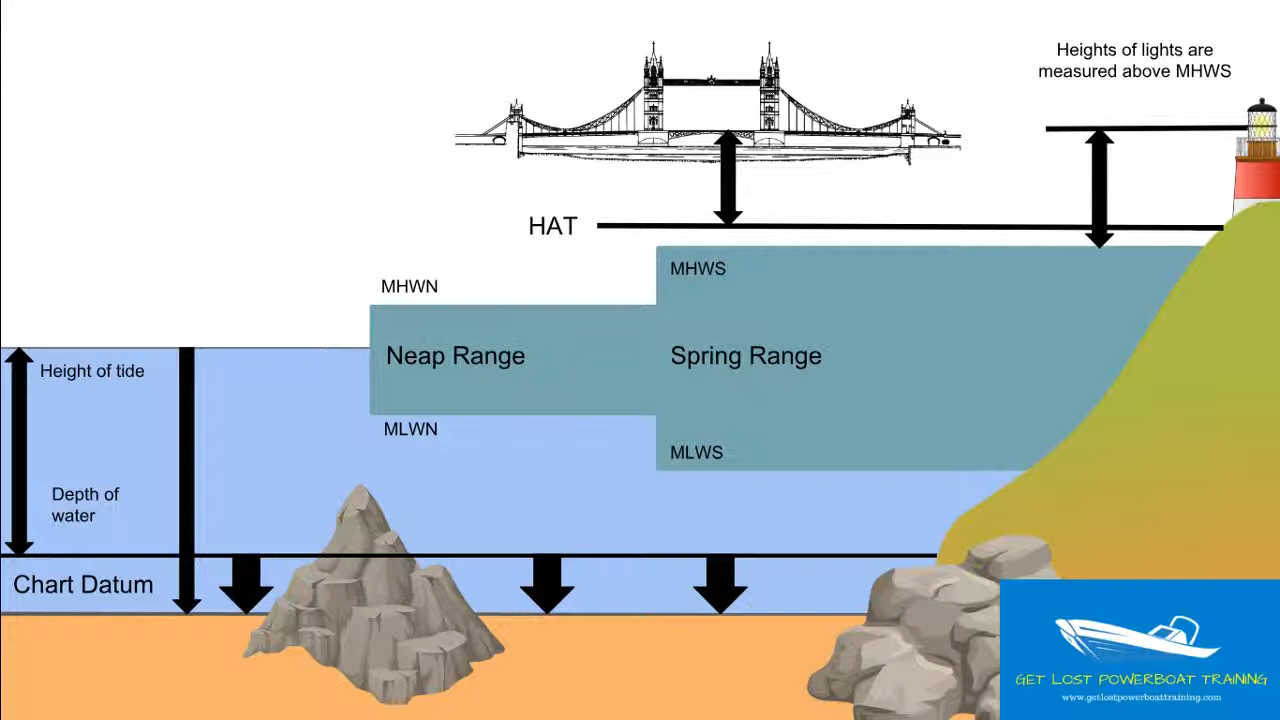 Heights of lights are
measured above MHWS
HAT
MHWS
MHWN
Neap Range
Spring Range
Height of tide
MLWN
MLWS
Depth of
water
Chart Datum
GET LOST POWERBOAT TRAINING
www.getlostpowerboattraining.com